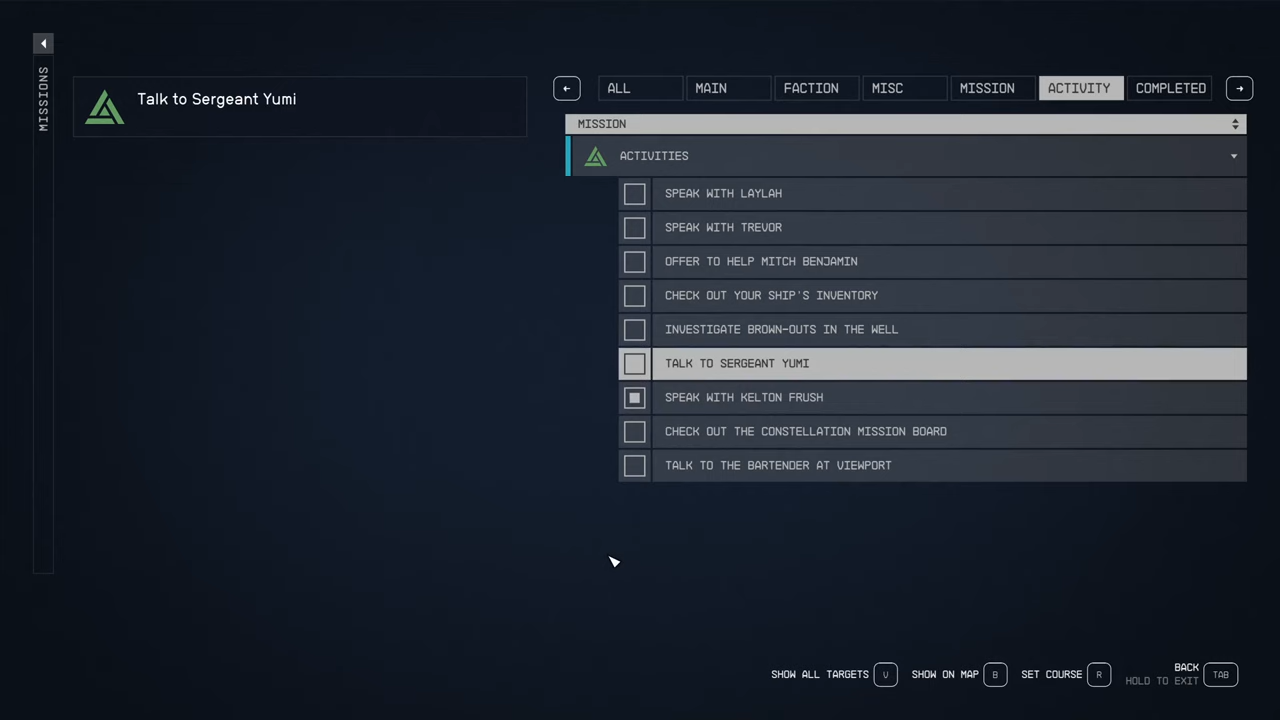 MISSIONS
Talk to Sergeant Yumi
ALL
MAIN
FACTION
MISC
MISSION
ACTIVITY
COMPLETED
MISSION
ACTIVITIES
SPEAK WITH LAYLAH
SPEAK WITH TREVOR
OFFER TO HELP MITCH BENJAMIN
CHECK OUT YOUR SHIP'S INVENTORY
INVESTIGATE BROWN-OUTS IN THE WELL
TALK TO SERGEANT YUMI
SPEAK WITH KELTON FRUSH
CHECK OUT THE CONSTELLATION MISSION BOARD
TALK TO THE BARTENDER AT VIEWPORT
SHOW ALL TARGETS V
SHOW ON MAP B
SET COURSE R
BACK
HOLD TO EXIT
TAB